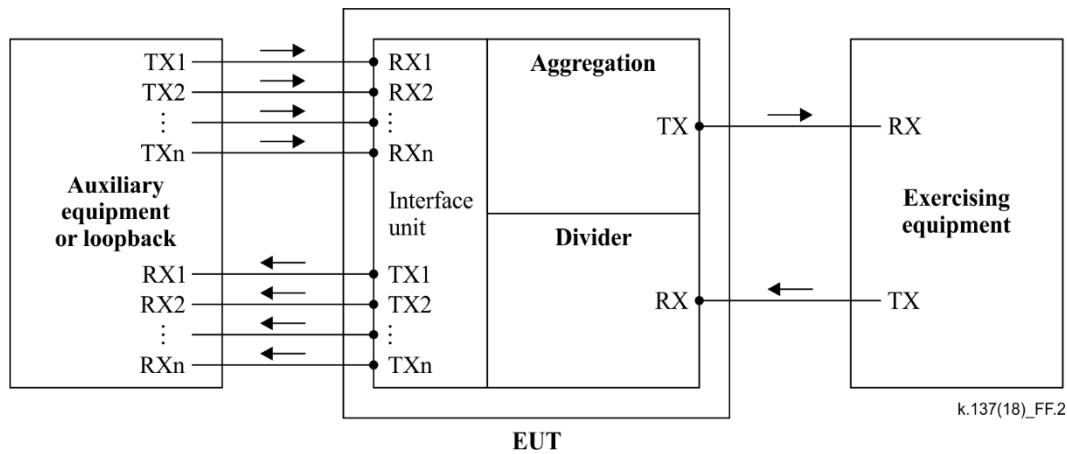 TX1
TX2
⋮
TXn
Auxiliary
equipment
or loopback
RX1
RX2
⋮
RXn
RX1
RX2
⋮
RXn
Interface
unit
TX1
TX2
⋮
TXn
Aggregation
TX
Divider
RX
RX
Exercising
equipment
TX
k.137(18)_FF.2
EUT